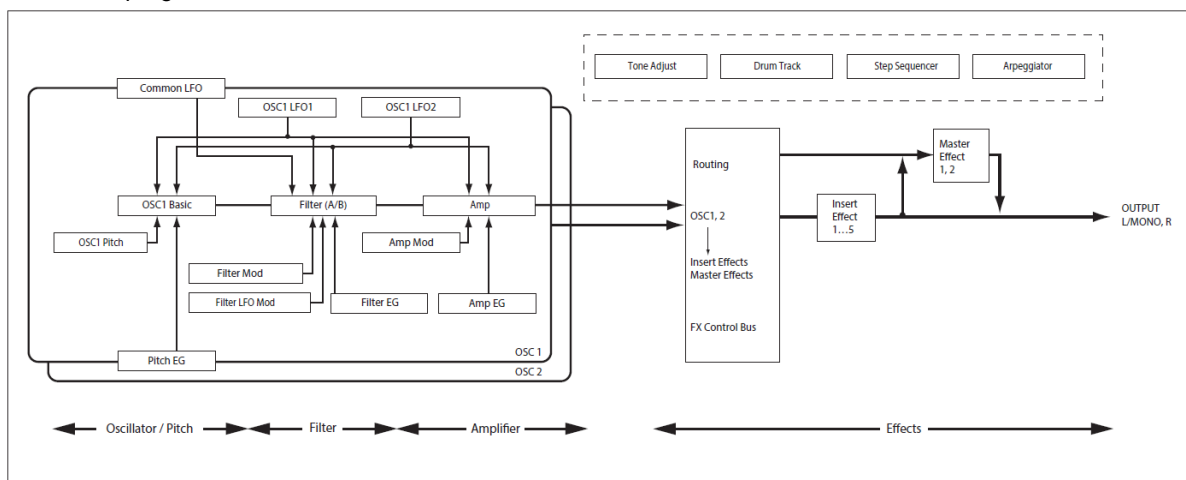 Tone Adjust
Drum Track
Step Sequencer
Arpeggiator
Common LFO
OSC1 LFO1
OSC1 LFO2
OSC1 Basic
Filter (A/B)
Amp
OSC1 Pitch
Amp Mod
Filter Mod
Filter LFO Mod
Filter EG
Amp EG
Pitch EG
OSC 1
OSC 2
Routing
OSC1, 2
Insert Effects
Master Effects
FX Control Bus
Insert
Effect
1...5
Master
Effect
1, 2
OUTPUT
L/MONO, R
Oscillator / Pitch
Filter
Amplifier
Effects